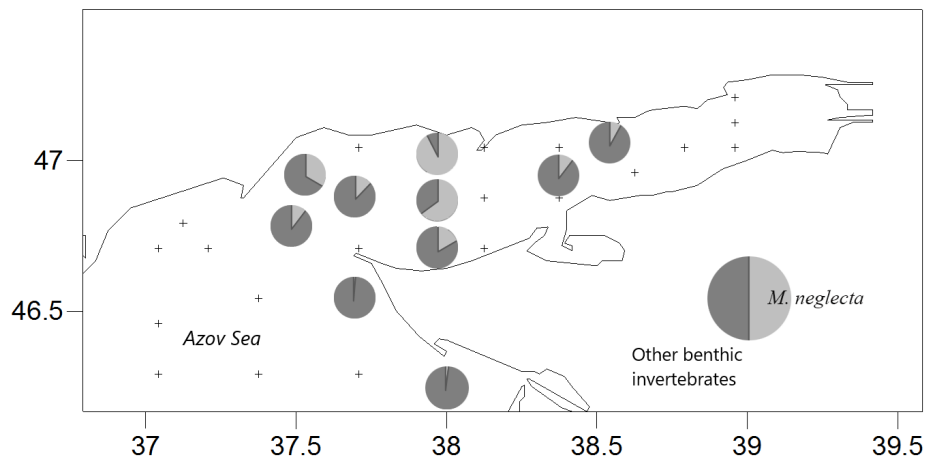 47
46.5
Azov Sea
M. neglecta
Other benthic
invertebrates
37
37.5
38
38.5
39
39.5